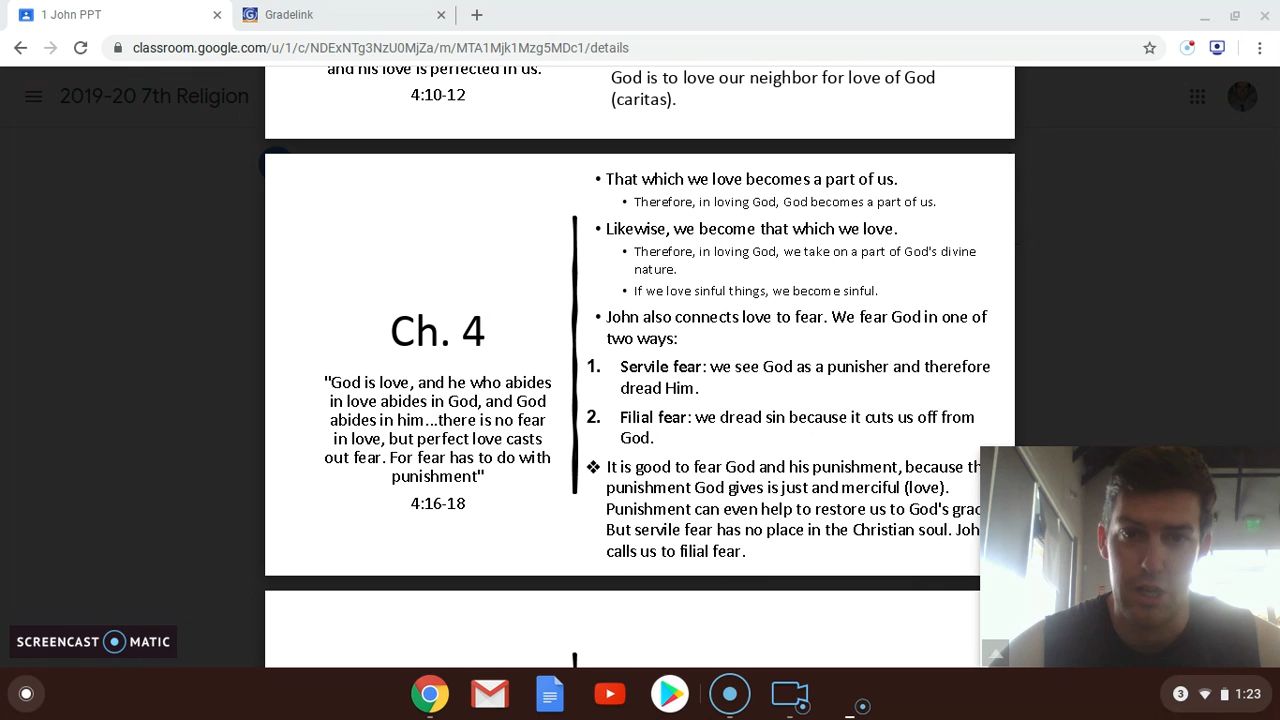 1 John PPT
Gradelink
classroom.google.com/u/1/c/NDExNTg3NzU0MjZa/m/MTA1Mjk1Mzg5MDc1/details
2019-20 7th Religion
and his love is perfected in us.
4:10-12
God is to love our neighbor for love of God
(caritas).
Ch. 4
"God is love, and he who abides
in love abides in God, and God
abides in him...there is no fear
in love, but perfect love casts
out fear. For fear has to do with
punishment"
4:16-18
• That which we love becomes a part of us.
• Therefore, in loving God, God becomes a part of us.
• Likewise, we become that which we love.
• Therefore, in loving God, we take on a part of God's divine
nature.
• If we love sinful things, we become sinful.
• John also connects love to fear. We fear God in one of
two ways:
1. Servile fear: we see God as a punisher and therefore
dread Him.
2. Filial fear: we dread sin because it cuts us off from
God.
❖ It is good to fear God and his punishment, because th
punishment God gives is just and merciful (love).
Punishment can even help to restore us to God's grac
But servile fear has no place in the Christian soul. Joh
calls us to filial fear.
SCREENCAST MATIC
3
1:23